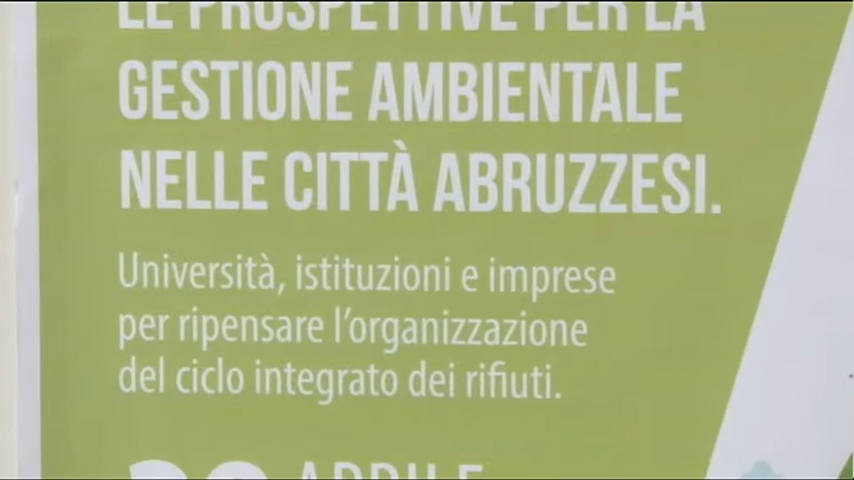 LE PROSPETTIVE PER LA
GESTIONE AMBIENTALE
NELLE CITTÀ ABRUZZESI.
Università, istituzioni e imprese
per ripensare l'organizzazione
del ciclo integrato dei rifiuti.
APRILE